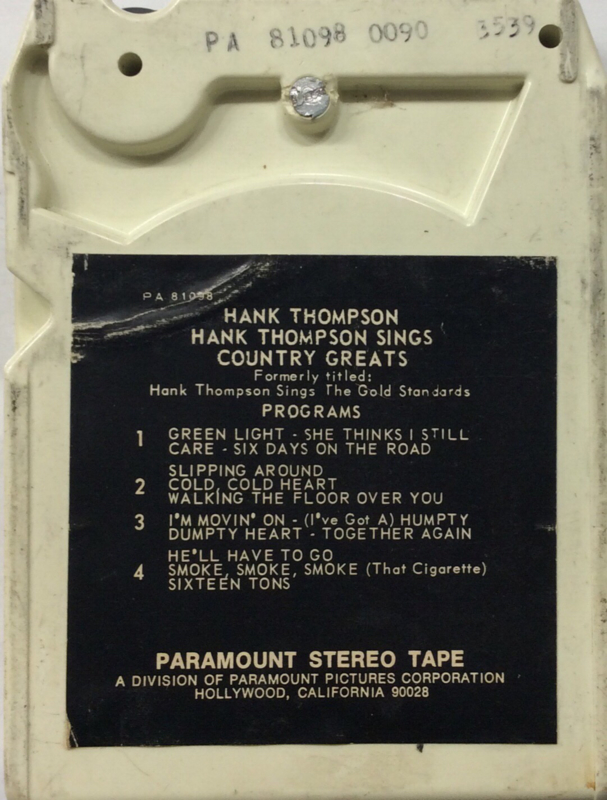 PA 81098 0090 3539
PA 81098
HANK THOMPSON
HANK THOMPSON SINGS
COUNTRY GREATS
Formerly titled:
Hank Thompson Sings The Gold Standards
PROGRAMS
1 GREEN LIGHT - SHE THINKS I STILL
CARE - SIX DAYS ON THE ROAD
SLIPPING AROUND
2 COLD, COLD HEART
WALKING THE FLOOR OVER YOU
3 I'M MOVIN' ON - (I've Got A) HUMPTY
DUMPTY HEART - TOGETHER AGAIN
HE'LL HAVE TO GO
4 SMOKE, SMOKE, SMOKE (That Cigarette)
SIXTEEN TONS
PARAMOUNT STEREO TAPE
A DIVISION OF PARAMOUNT PICTURES CORPORATION
HOLLYWOOD, CALIFORNIA 90028